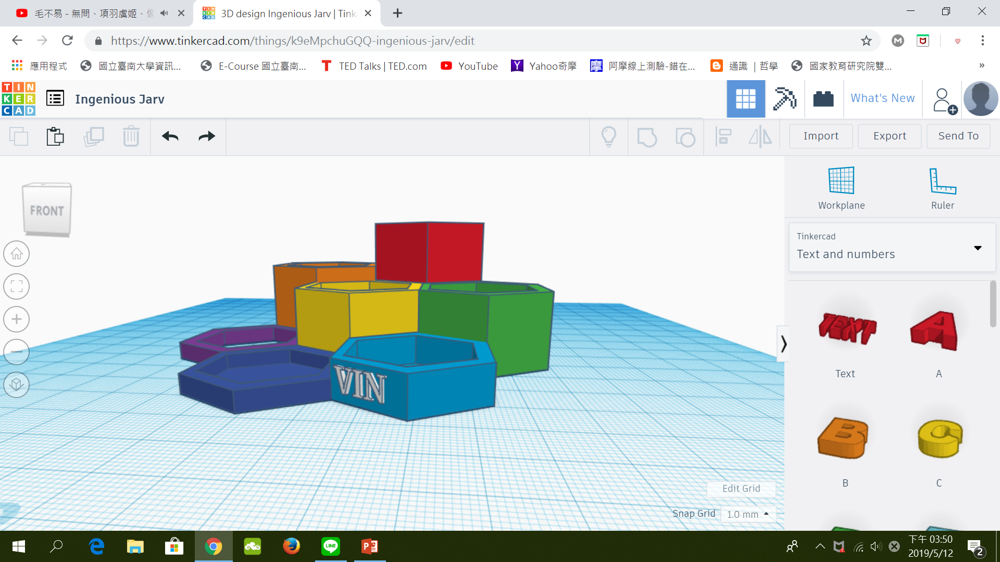 毛不易 - 無問、項羽虞姬、像
3D design Ingenious Jarv | Tink
https://www.tinkercad.com/things/k9eMpchuGQQ-ingenious-jarv/edit
應用程式
國立臺南大學資訊...
E-Course 國立臺南...
TED Talks | TED.com
YouTube
Yahoo奇摩
阿摩線上測驗-錯在...
通識 | 哲學
國家教育研究院雙...
TIN
KER
CAD
Ingenious Jarv
What's New
Import
Export
Send To
FRONT
Workplane
Ruler
Tinkercad
Text and numbers
VIN
TEXT
A
Text
A
B
C
B
C
Edit Grid
Snap Grid
1.0 mm
LINE
下午 03:50
2019/5/12
2